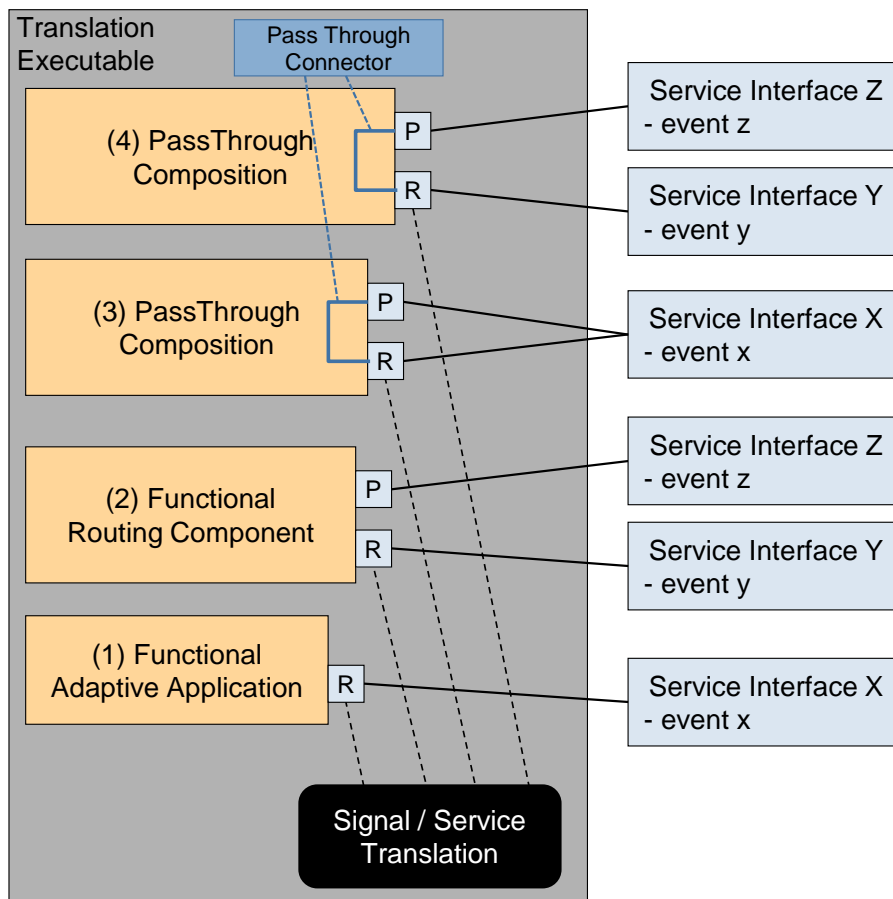 Translation
Executable
Pass Through
Connector
(4) PassThrough
Composition
P
R
Service Interface Z
- event z
Service Interface Y
- event y
(3) PassThrough
Composition
P
R
Service Interface X
- event x
(2) Functional
Routing Component
P
R
Service Interface Z
- event z
Service Interface Y
- event y
(1) Functional
Adaptive Application
R
Service Interface X
- event x
Signal / Service
Translation